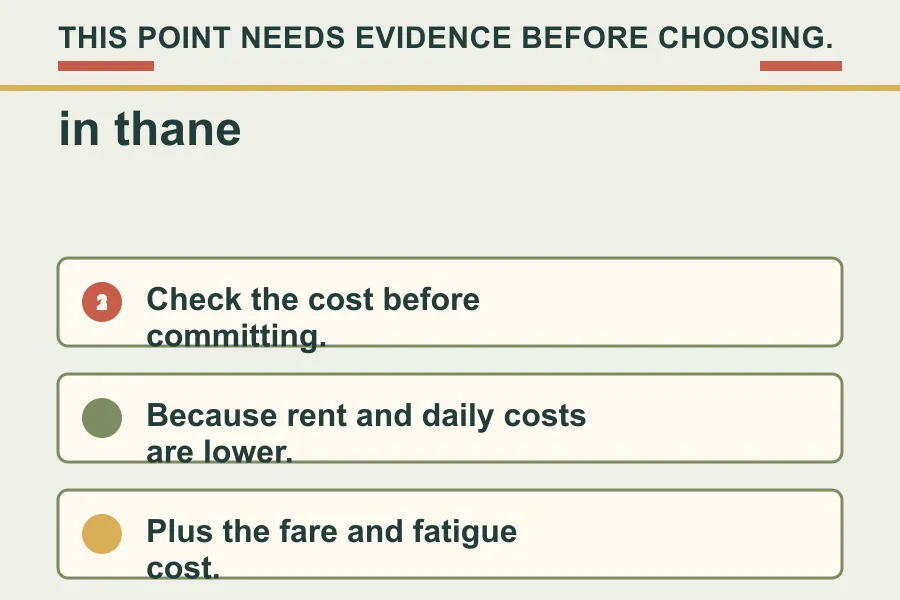 THIS POINT NEEDS EVIDENCE BEFORE CHOOSING.
in thane
Check the cost before
committing.
Because rent and daily costs
are lower.
Plus the fare and fatigue
cost.